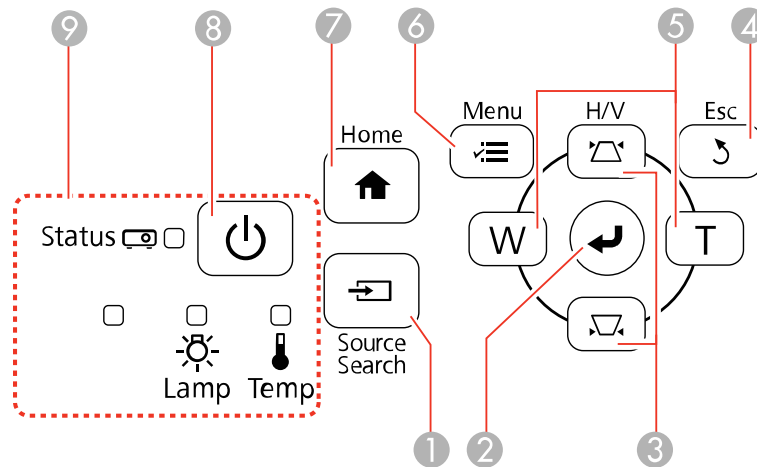 9 8 7 6 5 4
Menu H/V Esc
Home
W T
Status
Source
Search
Lamp Temp
1 2 3